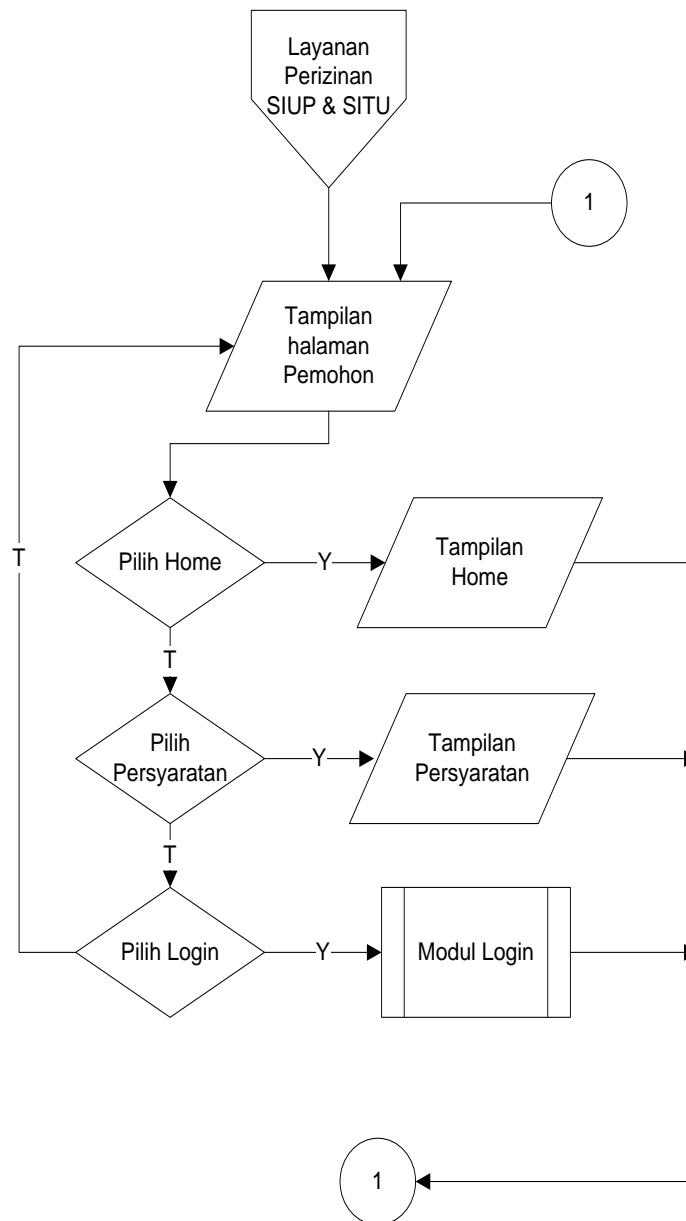 Layanan
Perizinan
SIUP & SITU
1
Tampilan
halaman
Pemohon
T
Pilih Home
Y
Tampilan
Home
T
Pilih
Persyaratan
Y
Tampilan
Persyaratan
T
Pilih Login
Y
Modul Login
1